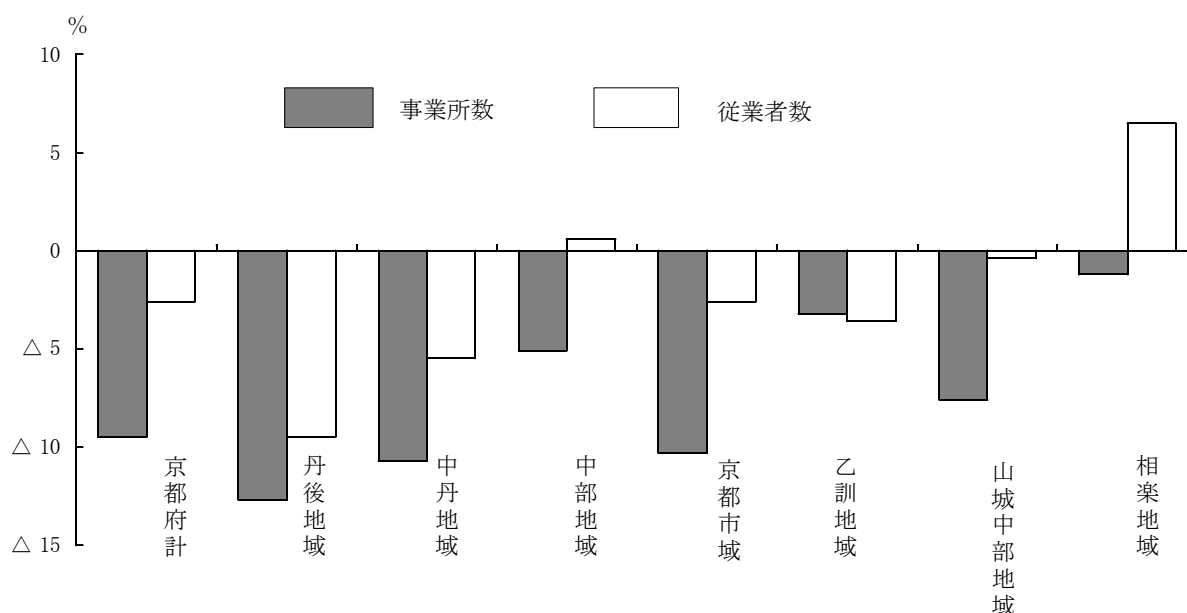 %
10
事業所数
従業者数
5
0
△ 5
△ 10
△ 15
京都府計
丹後地域
中丹地域
中部地域
京都市域
乙訓地域
山城中部地域
相楽地域